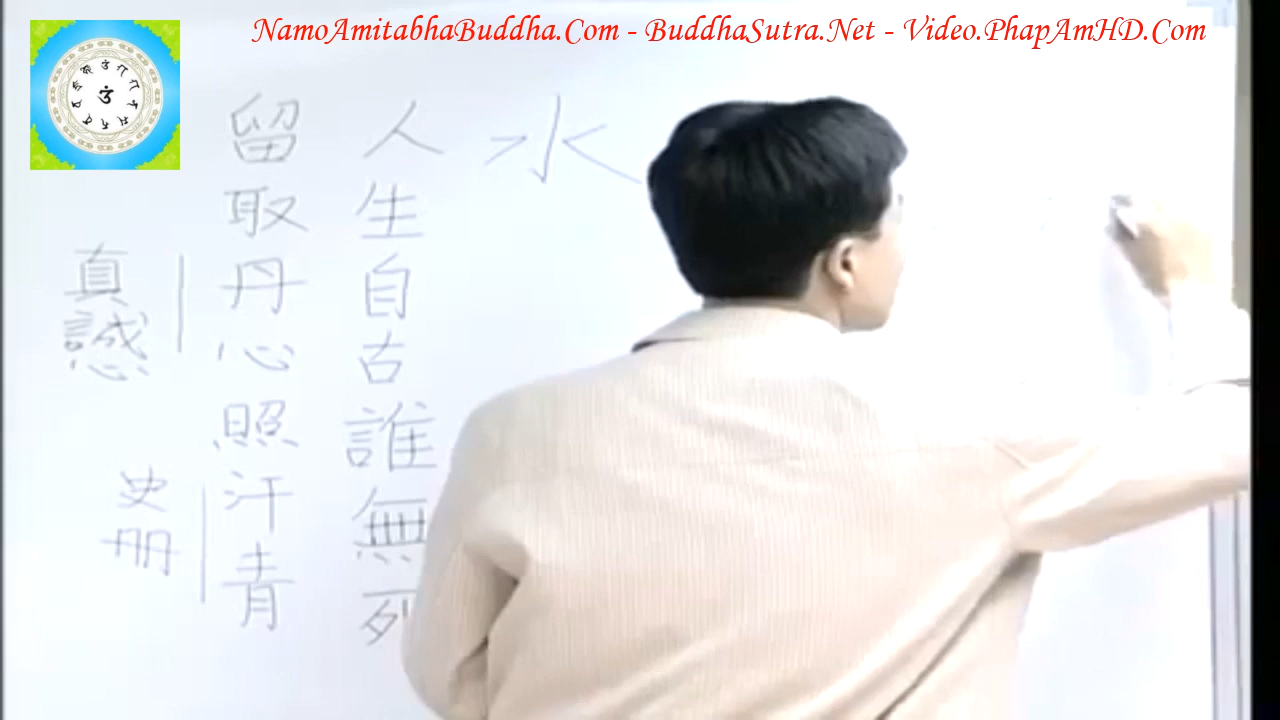 NamoAmitabhaBuddha.Com - BuddhaSutra.Net - Video.PhapAmHD.Com
水
人生自古誰無死
留取丹心照汗青
真誠心
史冊